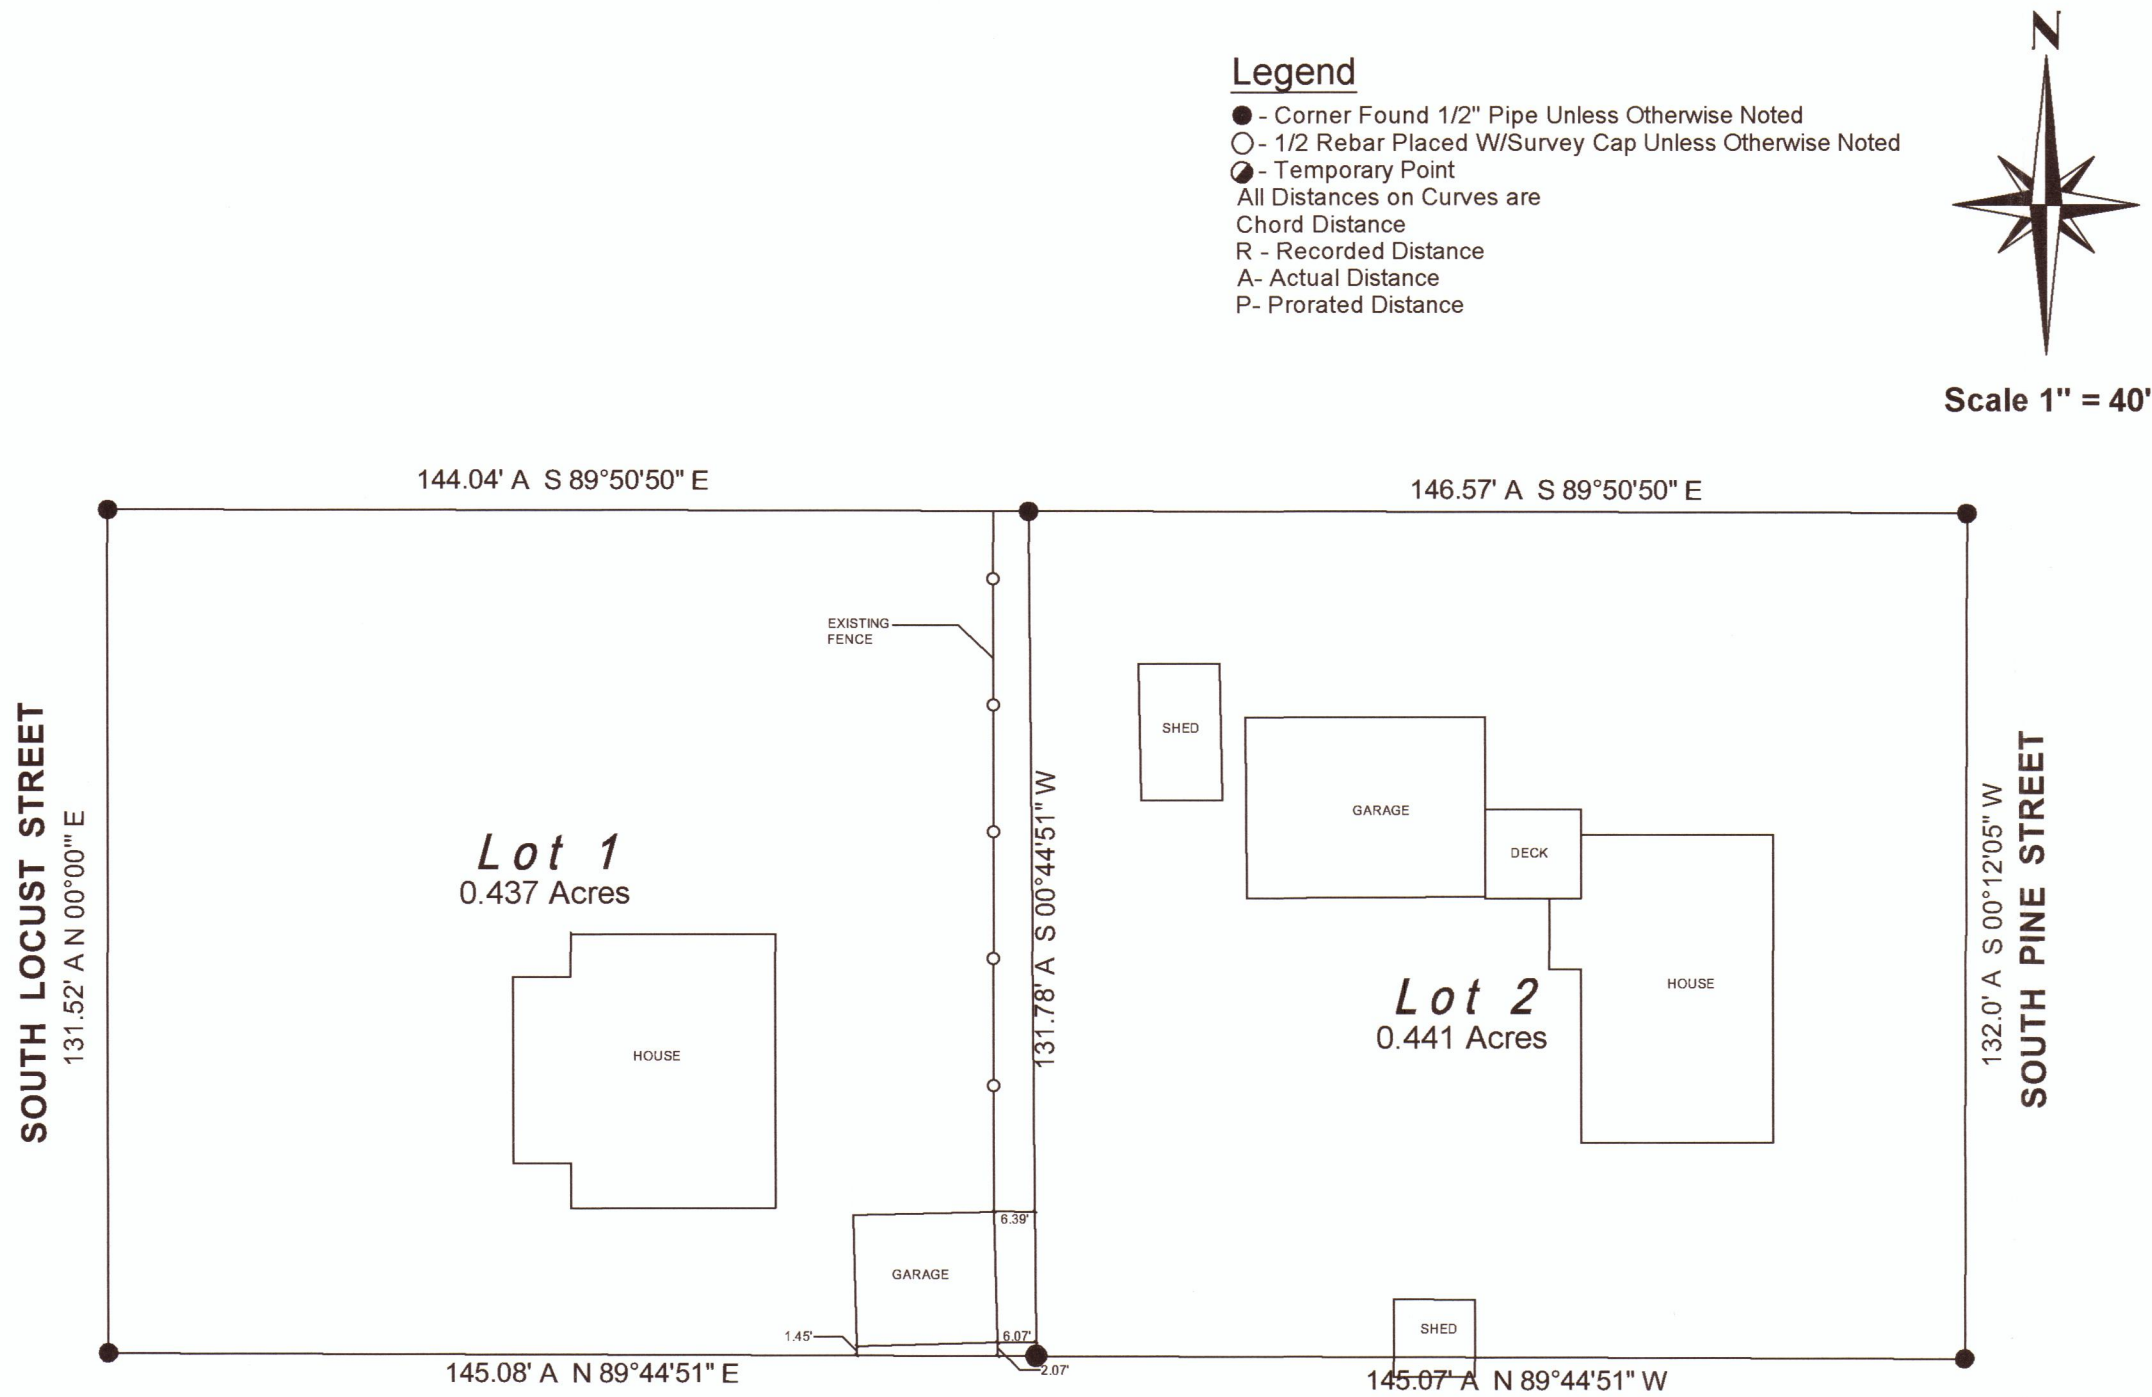 N
Legend
- Corner Found 1/2" Pipe Unless Otherwise Noted
- 1/2 Rebar Placed W/Survey Cap Unless Otherwise Noted
- Temporary Point
All Distances on Curves are
Chord Distance
R - Recorded Distance
A- Actual Distance
P- Prorated Distance
Scale 1" = 40'
144.04' A S 89°50'50" E
146.57' A S 89°50'50" E
EXISTING
FENCE
SOUTH LOCUST STREET
131.52' A N 00°00'" E
Lot 1
0.437 Acres
HOUSE
131.78' A S 00°44'51" W
SHED
GARAGE
DECK
HOUSE
Lot 2
0.441 Acres
132.0' A S 00°12'05" W
SOUTH PINE STREET
6.39'
GARAGE
1.45'
6.07'
2.07'
SHED
145.08' A N 89°44'51" E
145.07' A N 89°44'51" W